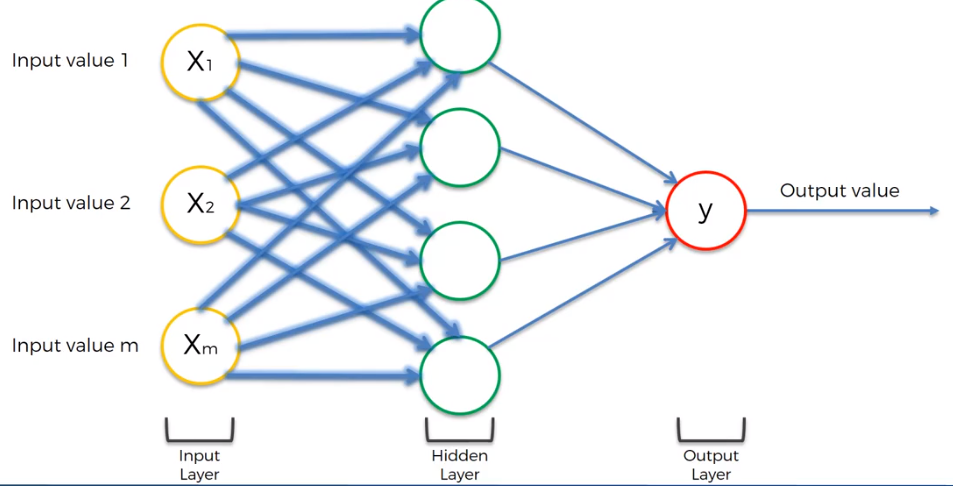 Input value 1
X1
Input value 2
X2
Input value m
Xm
y
Output value
Input
Layer
Hidden
Layer
Output
Layer